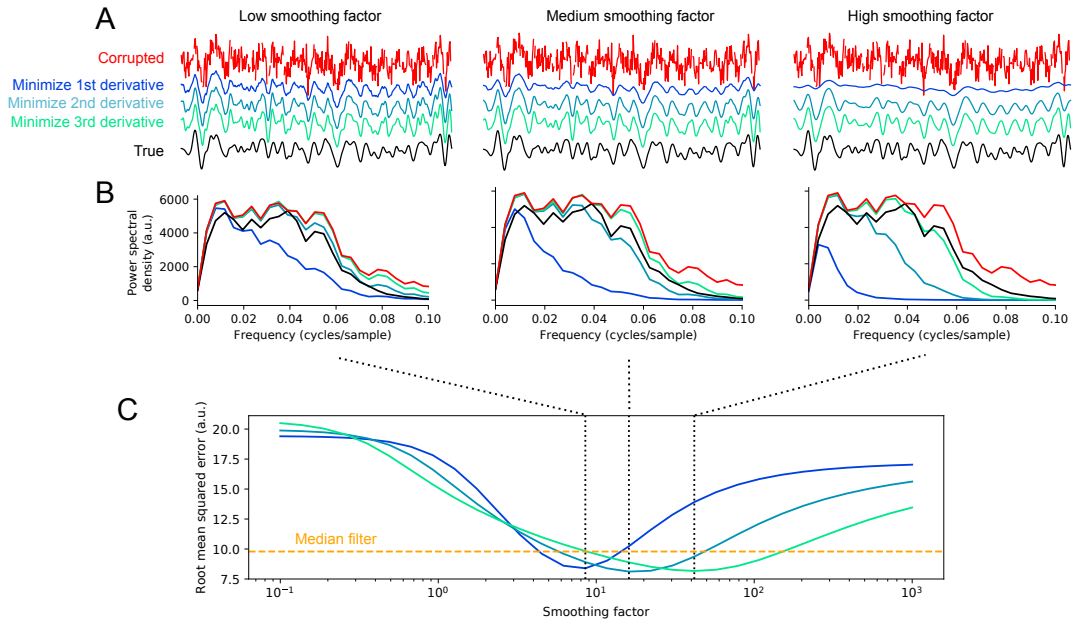 A
Low smoothing factor
Medium smoothing factor
High smoothing factor
Corrupted
Minimize 1st derivative
Minimize 2nd derivative
Minimize 3rd derivative
True
B
Power spectral
density (a.u.)
6000
4000
2000
0
0.00 0.02 0.04 0.06 0.08 0.10
Frequency (cycles/sample)
0.00 0.02 0.04 0.06 0.08 0.10
Frequency (cycles/sample)
0.00 0.02 0.04 0.06 0.08 0.10
Frequency (cycles/sample)
C
Root mean squared error (a.u.)
20.0
17.5
15.0
12.5
10.0
7.5
Median filter
10⁻¹ 10⁰ 10¹ 10² 10³
Smoothing factor